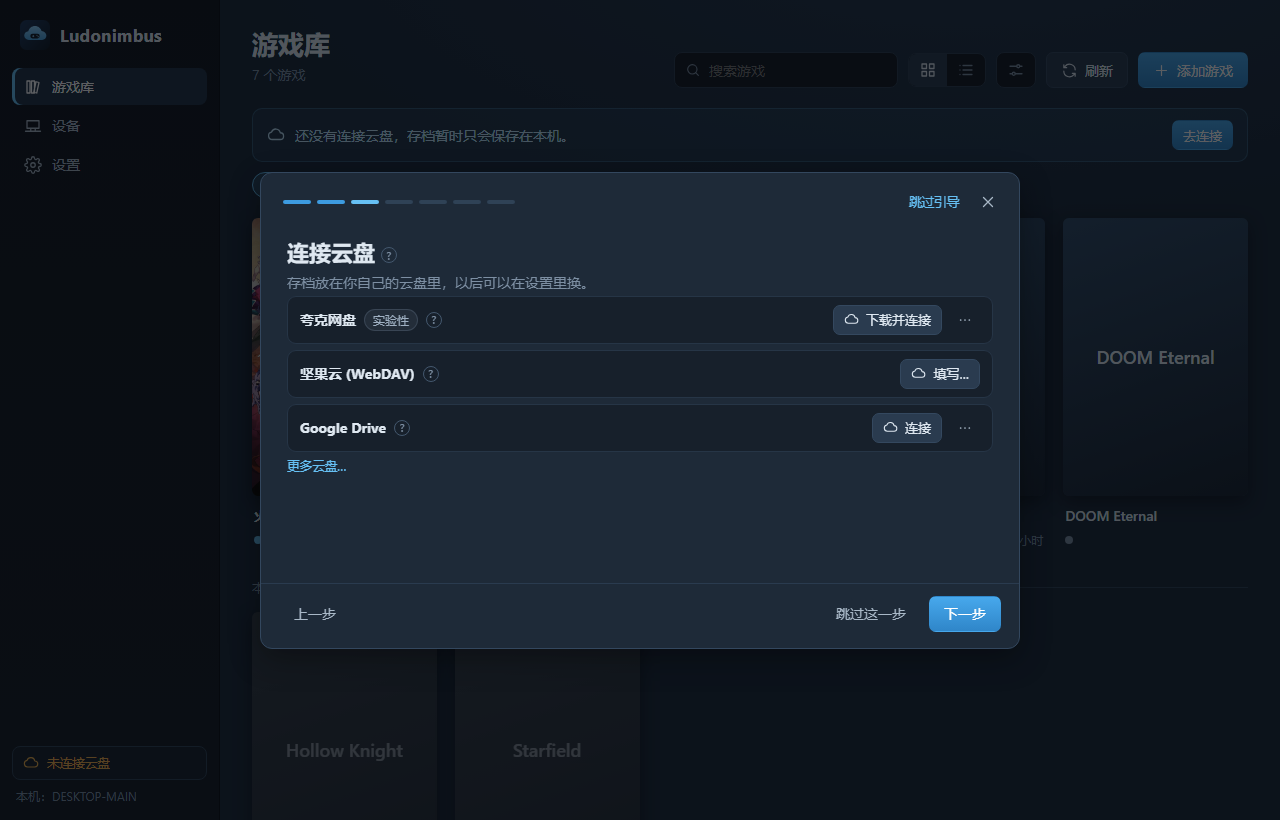 Ludonimbus
游戏库
设备
设置
未连接云盘
本机：DESKTOP-MAIN
游戏库
7 个游戏
搜索游戏
刷新
添加游戏
还没有连接云盘，存档暂时只会保存在本机。
去连接
跳过引导
连接云盘 ?
存档放在你自己的云盘里，以后可以在设置里换。
夸克网盘 实验性 ? 下载并连接 ...
坚果云 (WebDAV) ? 填写...
Google Drive ? 连接 ...
更多云盘...
上一步 跳过这一步 下一步
DOOM Eternal
DOOM Eternal
小时
Hollow Knight
Starfield